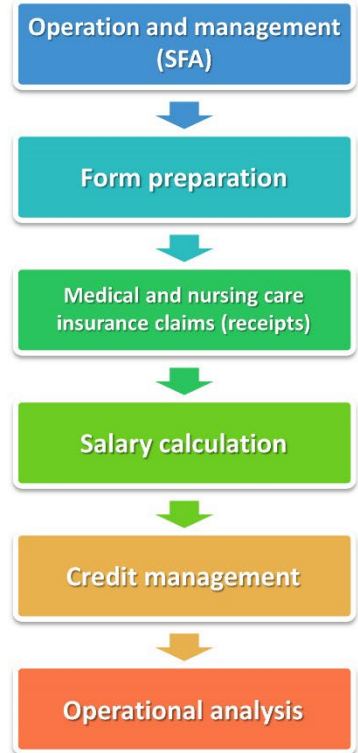 Operation and management
(SFA)
Form preparation
Medical and nursing care
insurance claims (receipts)
Salary calculation
Credit management
Operational analysis